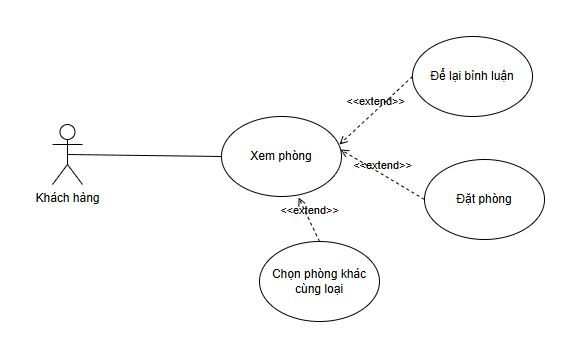 Để lại bình luận
<<extend>>
Xem phòng
<<extend>>
Khách hàng
Đặt phòng
<<extend>>
Chọn phòng khác
cùng loại